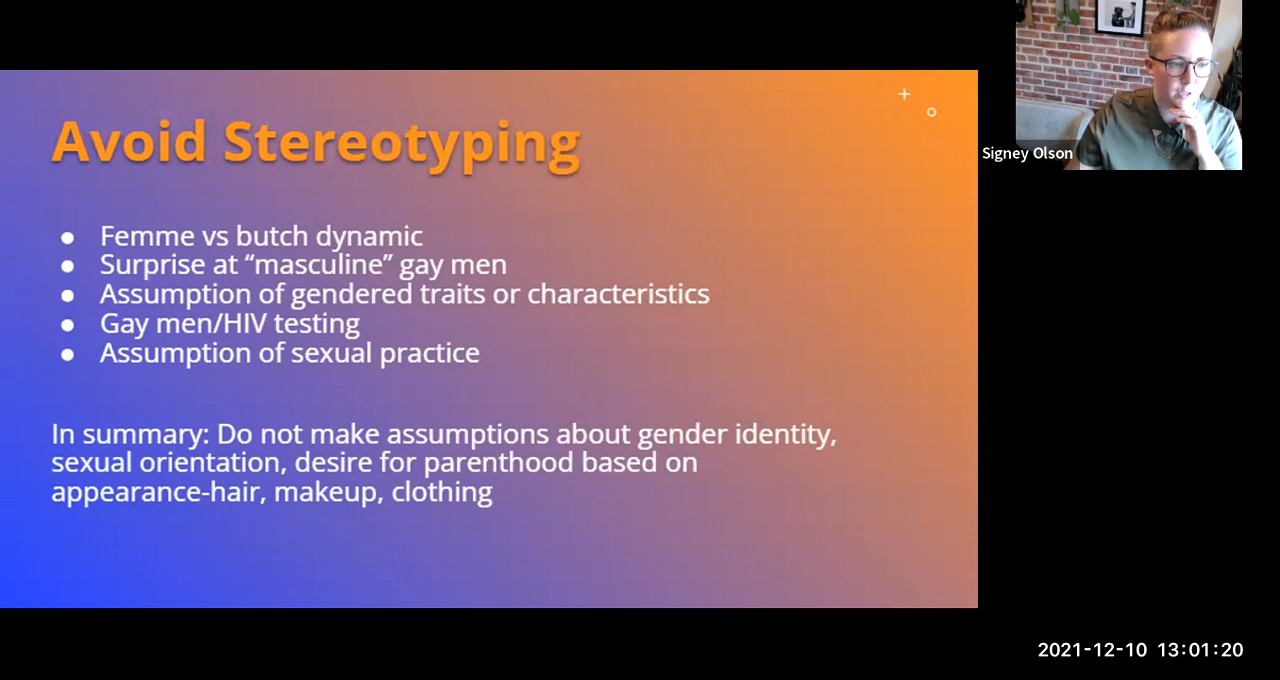 Avoid Stereotyping
● Femme vs butch dynamic
● Surprise at “masculine” gay men
● Assumption of gendered traits or characteristics
● Gay men/HIV testing
● Assumption of sexual practice
In summary: Do not make assumptions about gender identity,
sexual orientation, desire for parenthood based on
appearance-hair, makeup, clothing
Signey Olson
2021-12-10 13:01:20